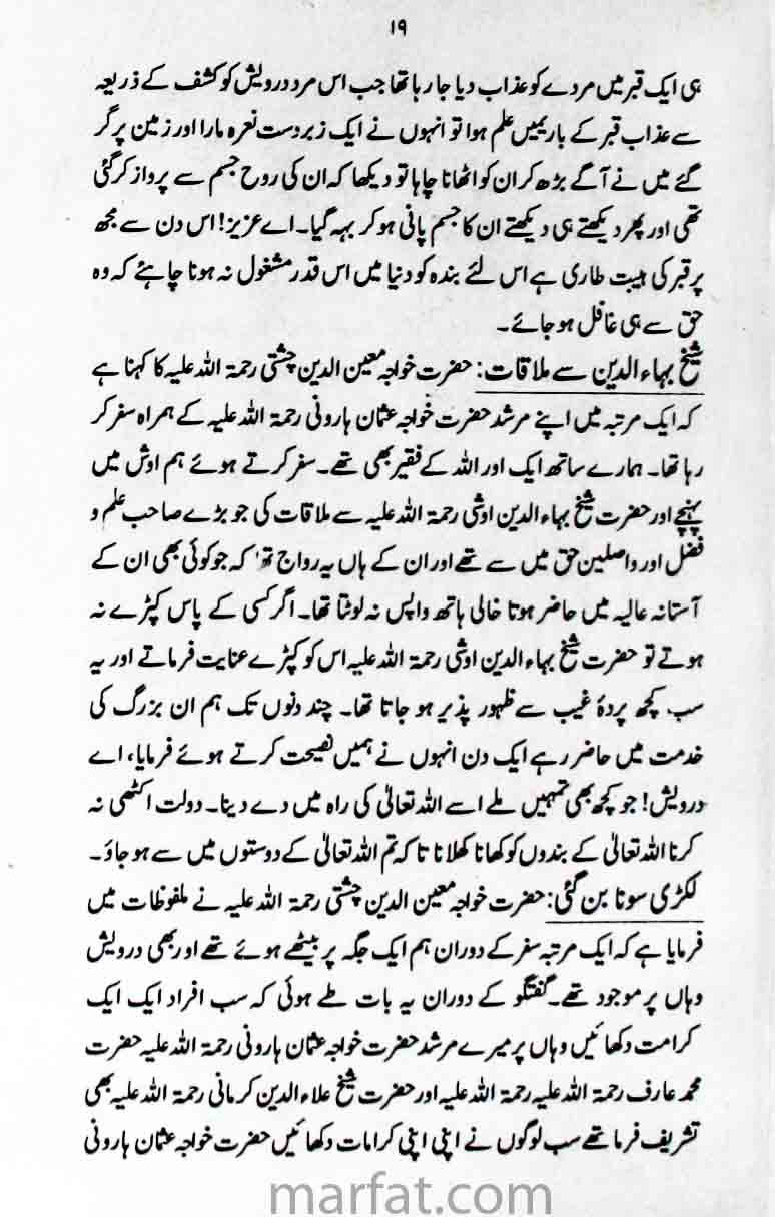 ۱۹
ہی ایک قبر میں مردے کو عذاب دیا جا رہا تھا جب اس مرد درویش کو کشف کے ذریعہ
سے عذاب قبر کے بارے میں علم ہوا تو انہوں نے ایک زبردست نعرہ مارا اور زمین پر گر
گئے میں نے آگے بڑھ کر ان کو اٹھانا چاہا تو دیکھا کہ ان کی روح جسم سے پرواز کر گئی
تھی اور پھر دیکھتے ہی دیکھتے ان کا جسم پانی ہو کر بہہ گیا۔ اے عزیز! اس دن سے مجھ
پر قبر کی ہیبت طاری ہے اس لئے بندہ کو دنیا میں اس قدر مشغول نہ ہونا چاہئے کہ وہ
حق سے ہی غافل ہو جائے۔
شیخ بہاء الدین سے ملاقات: حضرت خواجہ معین الدین چشتی رحمۃ اللہ علیہ کا کہنا ہے
کہ ایک مرتبہ میں اپنے مرشد حضرت خواجہ عثمان ہارونی رحمۃ اللہ علیہ کے ہمراہ سفر کر
رہا تھا۔ ہمارے ساتھ ایک اور اللہ کے فقیر بھی تھے۔ سفر کرتے ہوئے ہم اوش میں
پہنچے اور حضرت شیخ بہاء الدین اوشی رحمۃ اللہ علیہ سے ملاقات کی جو بڑے صاحب علم و
فضل اور واصلین حق میں سے تھے اور ان کے ہاں یہ رواج تھا کہ جو کوئی بھی ان کے
آستانہ عالیہ میں حاضر ہوتا خالی ہاتھ واپس نہ لوٹتا تھا۔ اگر کسی کے پاس کپڑے نہ
ہوتے تو حضرت شیخ بہاء الدین اوشی رحمۃ اللہ علیہ اس کو کپڑے عنایت فرماتے اور یہ
سب کچھ پردۂ غیب سے ظہور پذیر ہو جاتا تھا۔ چند دنوں تک ہم ان بزرگ کی
خدمت میں حاضر رہے ایک دن انہوں نے ہمیں نصیحت کرتے ہوئے فرمایا، اے
درویش! جو کچھ بھی تمہیں ملے اسے اللہ تعالیٰ کی راہ میں دے دینا۔ دولت اکٹھی نہ
کرنا اللہ تعالیٰ کے بندوں کو کھانا کھلانا تا کہ تم اللہ تعالیٰ کے دوستوں میں سے ہو جاؤ۔
لکڑی سونا بن گئی: حضرت خواجہ معین الدین چشتی رحمۃ اللہ علیہ نے ملفوظات میں
فرمایا ہے کہ ایک مرتبہ سفر کے دوران ہم ایک جگہ پر بیٹھے ہوئے تھے اور بھی درویش
وہاں پر موجود تھے۔ گفتگو کے دوران یہ بات طے ہوئی کہ سب افراد ایک ایک
کرامت دکھائیں وہاں پر میرے مرشد حضرت خواجہ عثمان ہارونی رحمۃ اللہ علیہ حضرت
محمد عارف رحمۃ اللہ علیہ رحمۃ اللہ علیہ اور حضرت شیخ علاء الدین کرمانی رحمۃ اللہ علیہ بھی
تشریف فرما تھے سب لوگوں نے اپنی اپنی کرامات دکھائیں حضرت خواجہ عثمان ہارونی
marfat.com